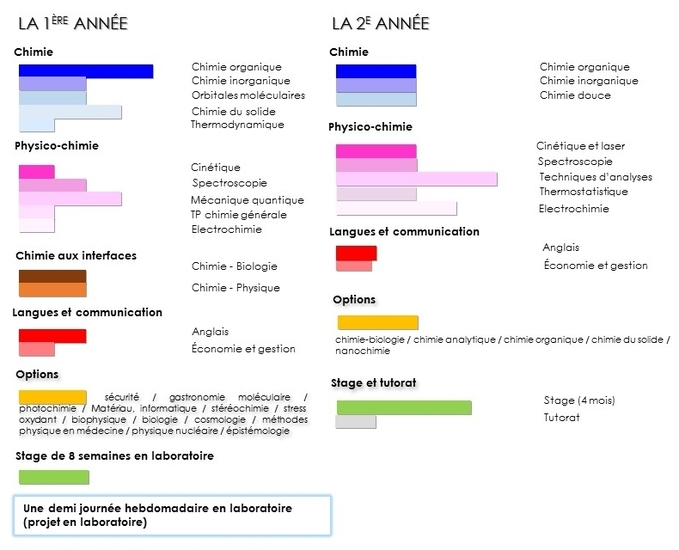 LA 1ÈRE ANNÉE
Chimie
Chimie organique
Chimie inorganique
Orbitales moléculaires
Chimie du solide
Thermodynamique
Physico-chimie
Cinétique
Spectroscopie
Mécanique quantique
TP chimie générale
Electrochimie
Chimie aux interfaces
Chimie - Biologie
Chimie - Physique
Langues et communication
Anglais
Économie et gestion
Options
sécurité / gastronomie moléculaire /
photochimie / Matériau, informatique / stéréochimie / stress
oxydant / biophysique / biologie / cosmologie / méthodes
physique en médecine / physique nucléaire / épistémologie
Stage de 8 semaines en laboratoire
Une demi journée hebdomadaire en laboratoire
(projet en laboratoire)
LA 2E ANNÉE
Chimie
Chimie organique
Chimie inorganique
Chimie douce
Physico-chimie
Cinétique et laser
Spectroscopie
Techniques d'analyses
Thermostatistique
Electrochimie
Langues et communication
Anglais
Économie et gestion
Options
chimie-biologie / chimie analytique / chimie organique / chimie du solide /
nanochimie
Stage et tutorat
Stage (4 mois)
Tutorat